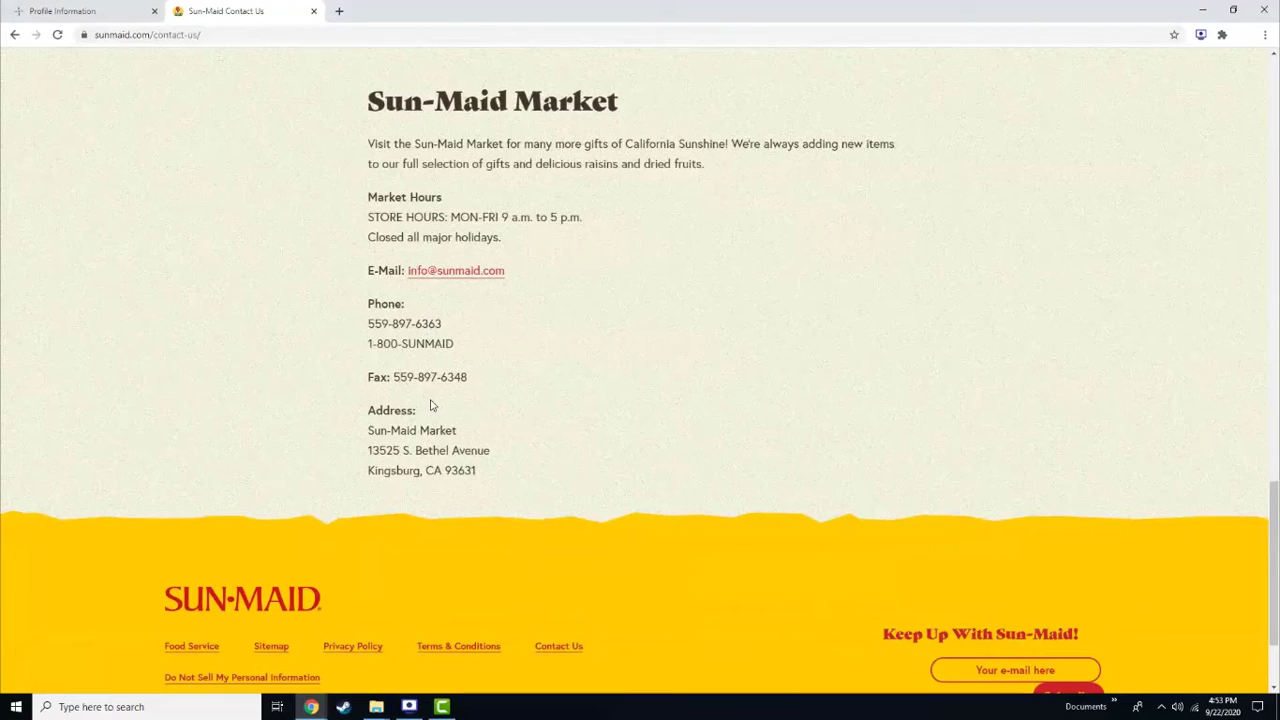 Profile Information
Sun-Maid Contact Us
sunmaid.com/contact-us/
Sun-Maid Market
Visit the Sun-Maid Market for many more gifts of California Sunshine! We're always adding new items
to our full selection of gifts and delicious raisins and dried fruits.
Market Hours
STORE HOURS: MON-FRI 9 a.m. to 5 p.m.
Closed all major holidays.
E-Mail: info@sunmaid.com
Phone:
559-897-6363
1-800-SUNMAID
Fax: 559-897-6348
Address:
Sun-Maid Market
13525 S. Bethel Avenue
Kingsburg, CA 93631
SUN•MAID
Food Service Sitemap Privacy Policy Terms & Conditions Contact Us
Do Not Sell My Personal Information
Keep Up With Sun-Maid!
Your e-mail here
Type here to search
Documents
4:53 PM
9/22/2020